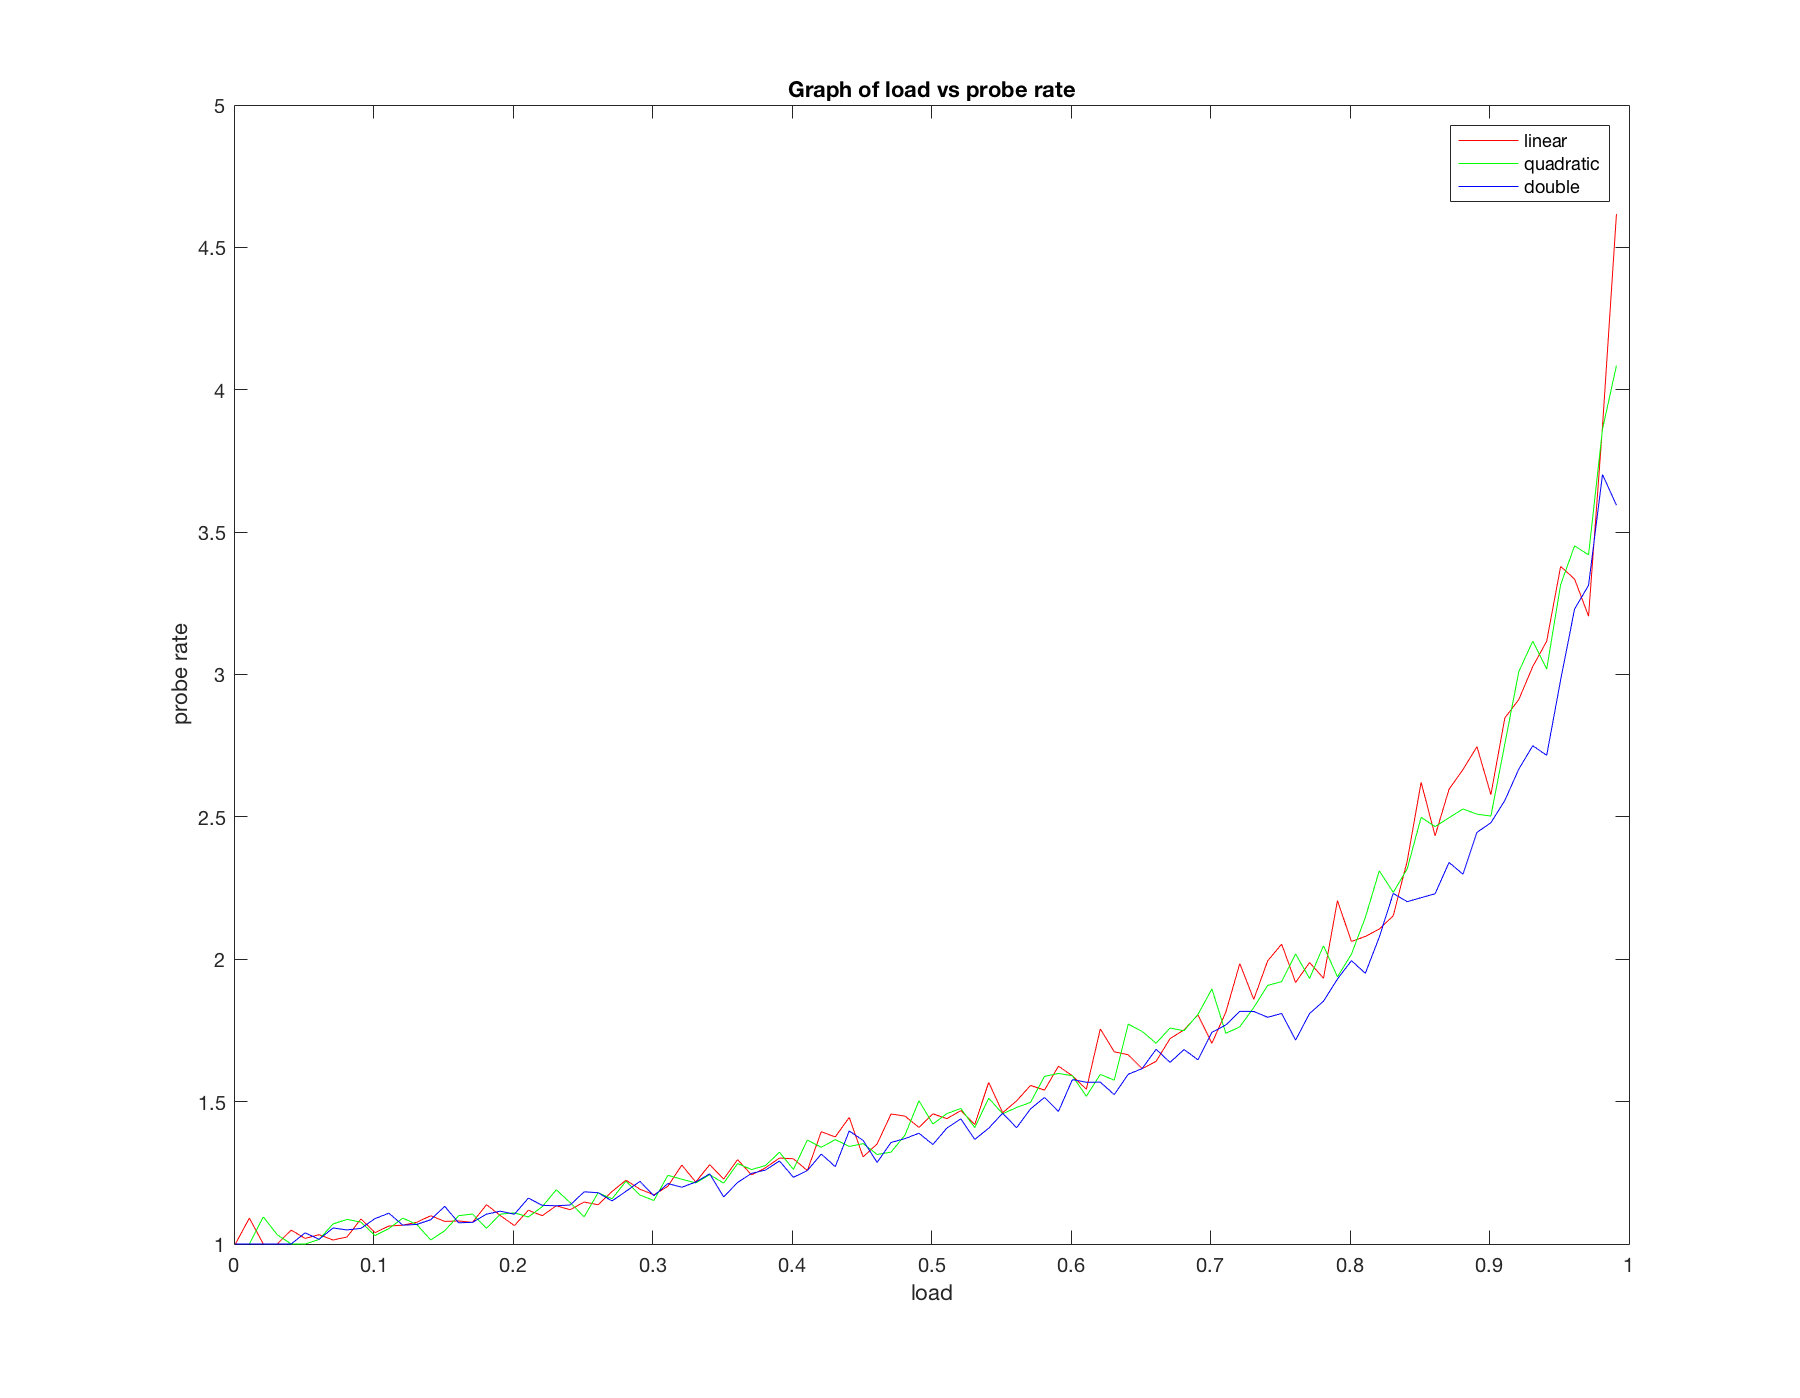 Graph of load vs probe rate
5
4.5
4
3.5
3
2.5
2
1.5
1
probe rate
linear
quadratic
double
0 0.1 0.2 0.3 0.4 0.5 0.6 0.7 0.8 0.9 1
load